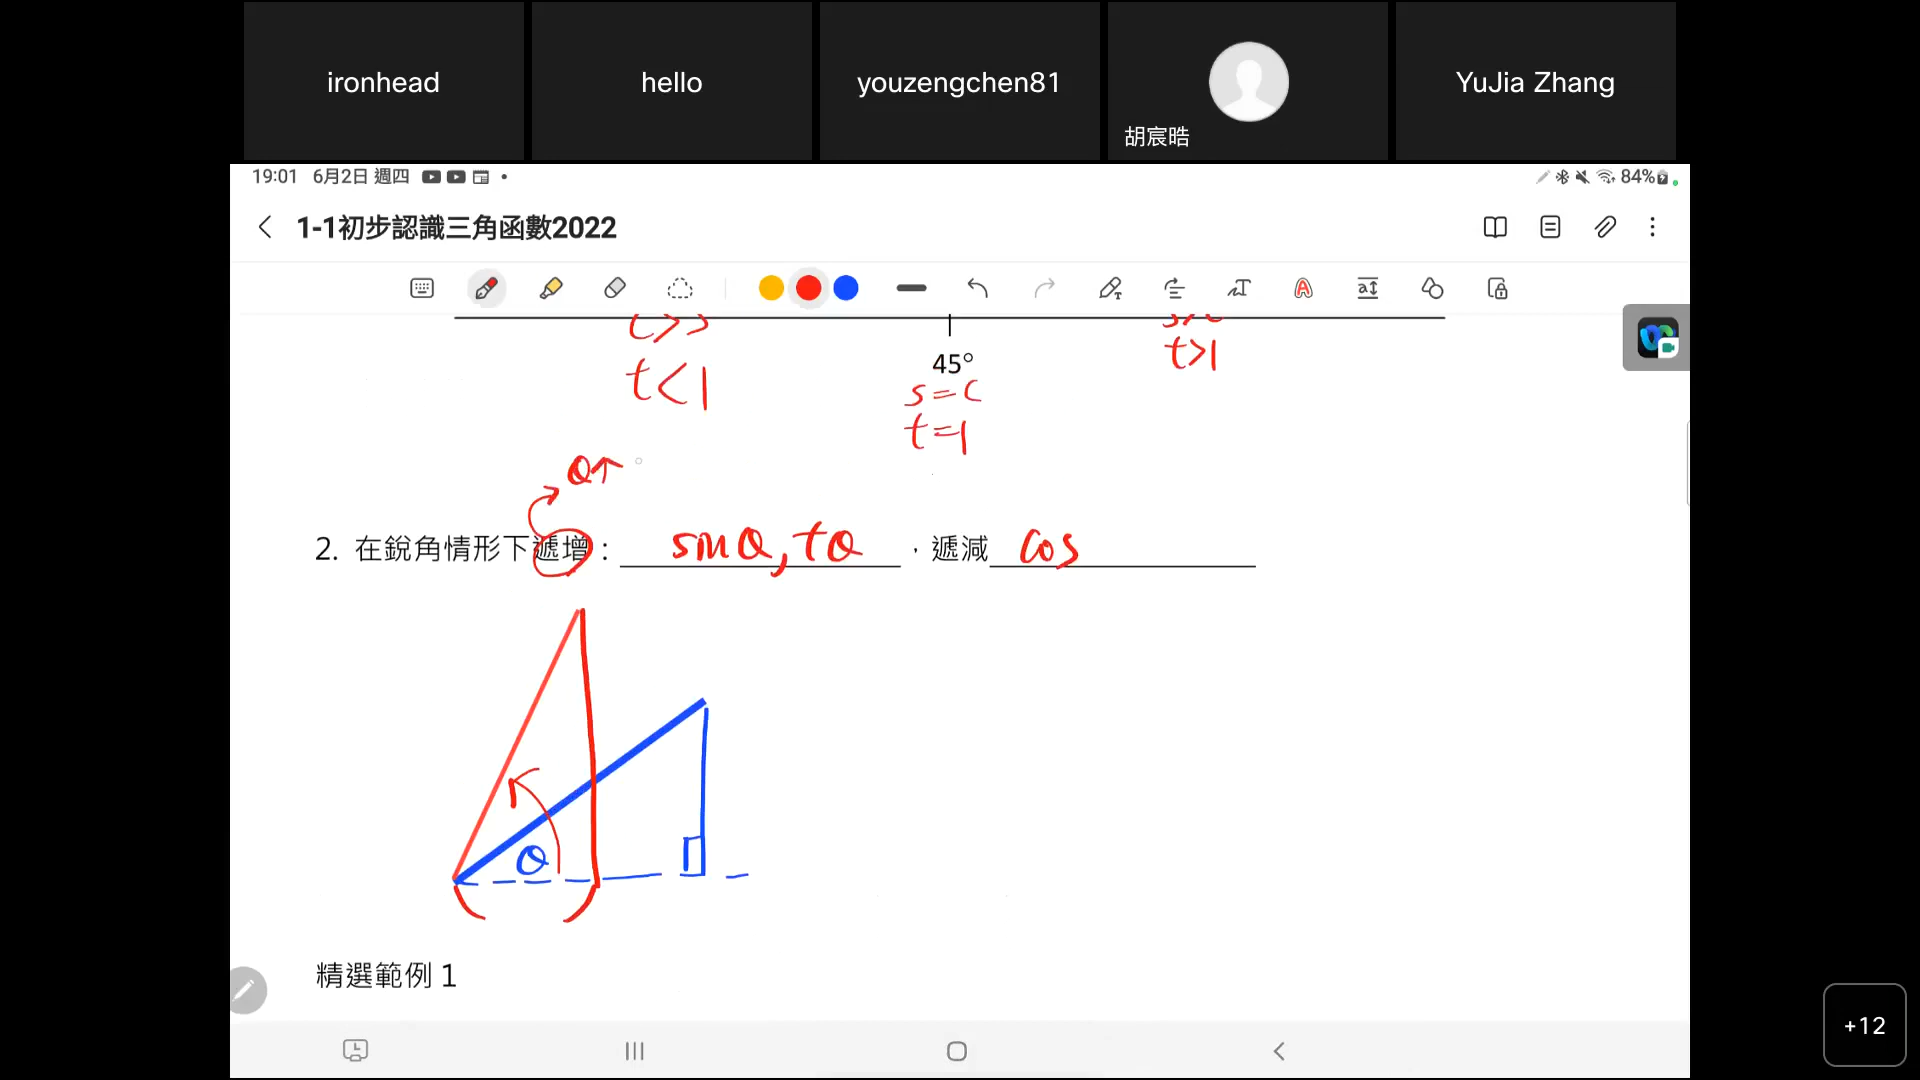 ironhead
hello
youzengchen81
胡宸晧
YuJia Zhang
19:01 6月2日 週四
84%
1-1初步認識三角函數2022
t<1
45°
s=c
t=1
t>1
θ↑
2. 在銳角情形下遞增： sinθ, tθ ，遞減 cos
θ
精選範例 1
+12